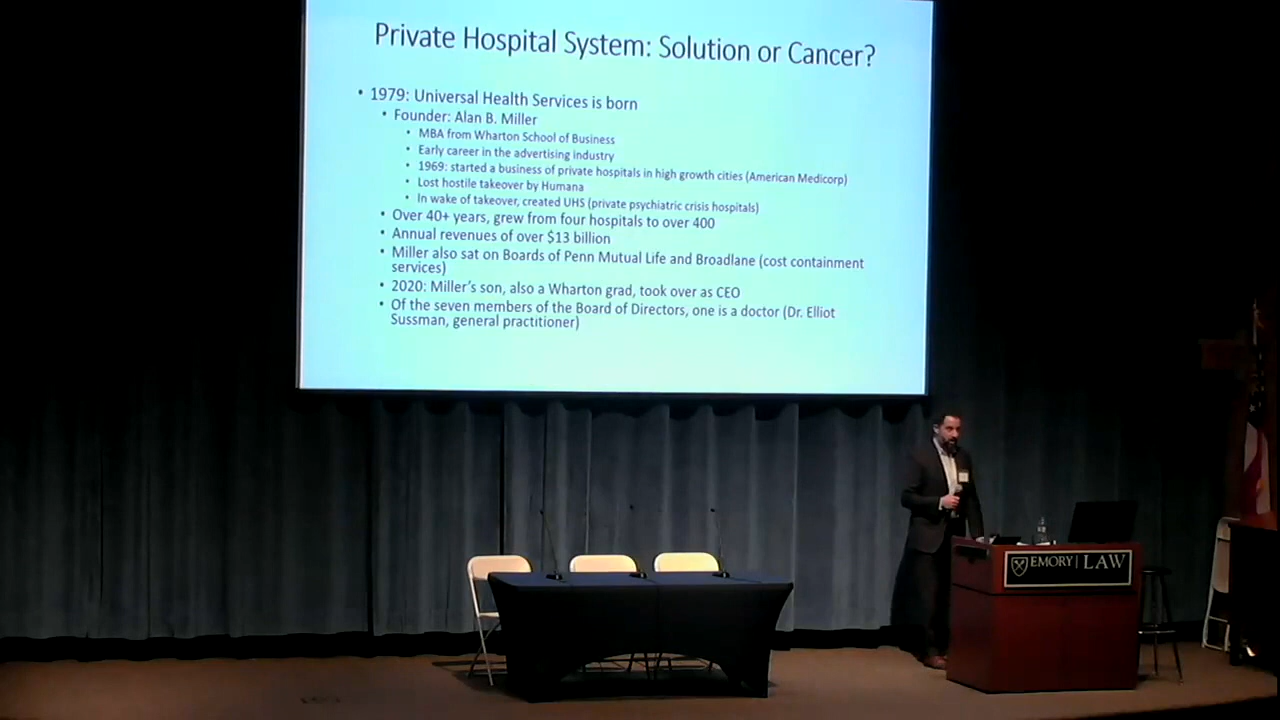 Private Hospital System: Solution or Cancer?
• 1979: Universal Health Services is born
• Founder: Alan B. Miller
• MBA from Wharton School of Business
• Early career in the advertising industry
• 1969: started a business of private hospitals in high growth cities (American Medicorp)
• Lost hostile takeover by Humana
• In wake of takeover, created UHS (private psychiatric crisis hospitals)
• Over 40+ years, grew from four hospitals to over 400
• Annual revenues of over $13 billion
• Miller also sat on Boards of Penn Mutual Life and Broadlane (cost containment
services)
• 2020: Miller's son, also a Wharton grad, took over as CEO
• Of the seven members of the Board of Directors, one is a doctor (Dr. Elliot
Sussman, general practitioner)
EMORY | LAW